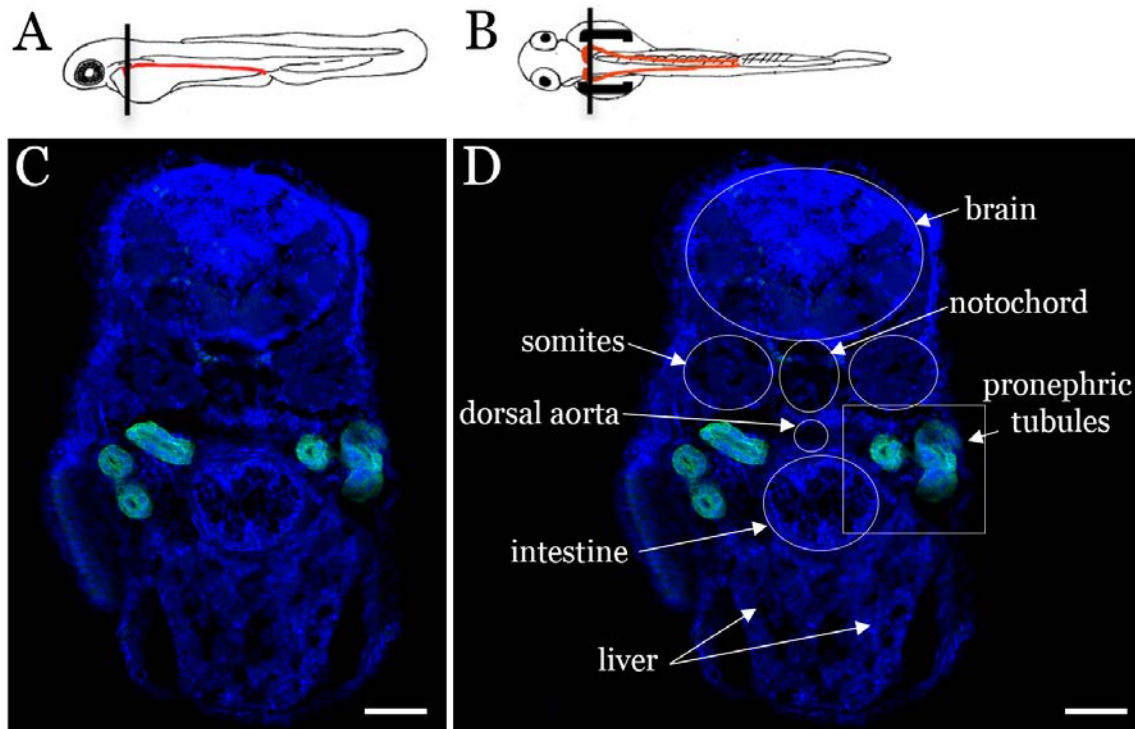 A
B
C
D
brain
notochord
somites
pronephric
tubules
dorsal aorta
intestine
liver